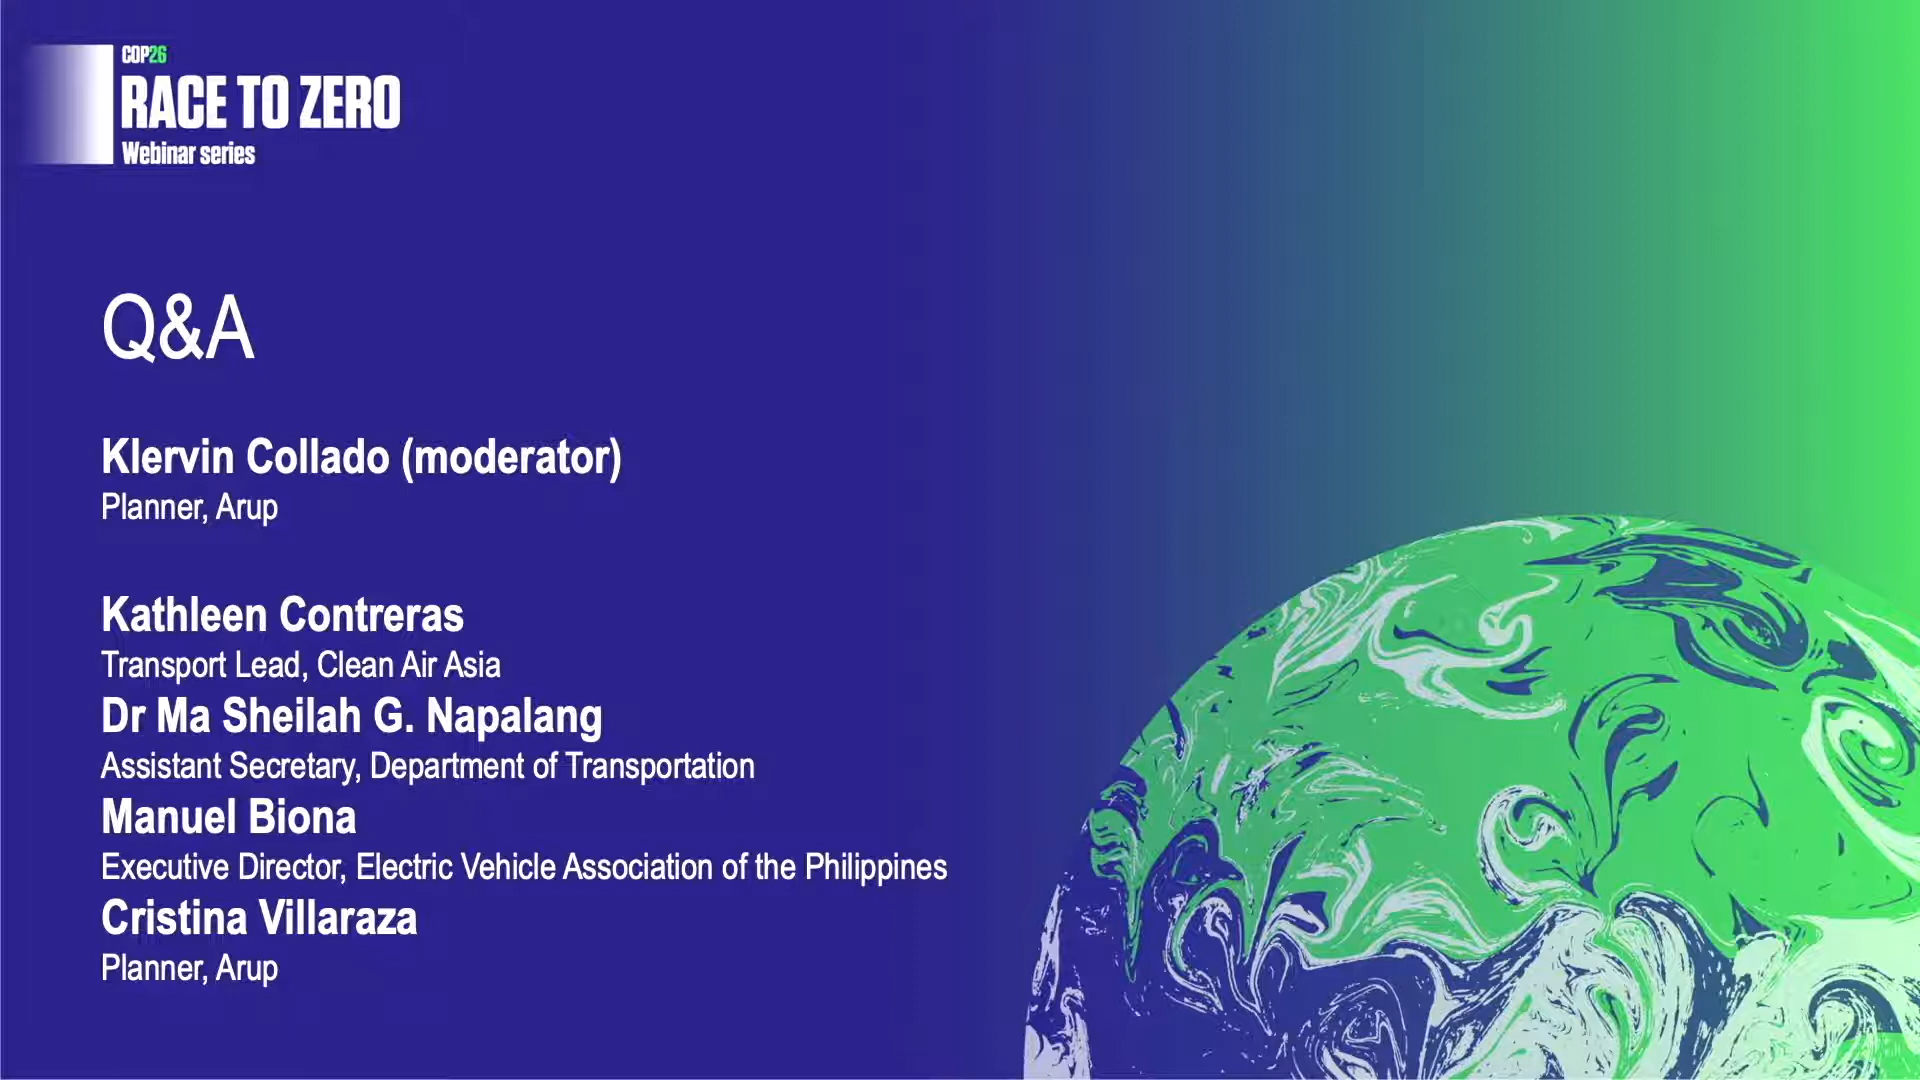 COP26
RACE TO ZERO
Webinar series
Q&A
Klervin Collado (moderator)
Planner, Arup
Kathleen Contreras
Transport Lead, Clean Air Asia
Dr Ma Sheilah G. Napalang
Assistant Secretary, Department of Transportation
Manuel Biona
Executive Director, Electric Vehicle Association of the Philippines
Cristina Villaraza
Planner, Arup